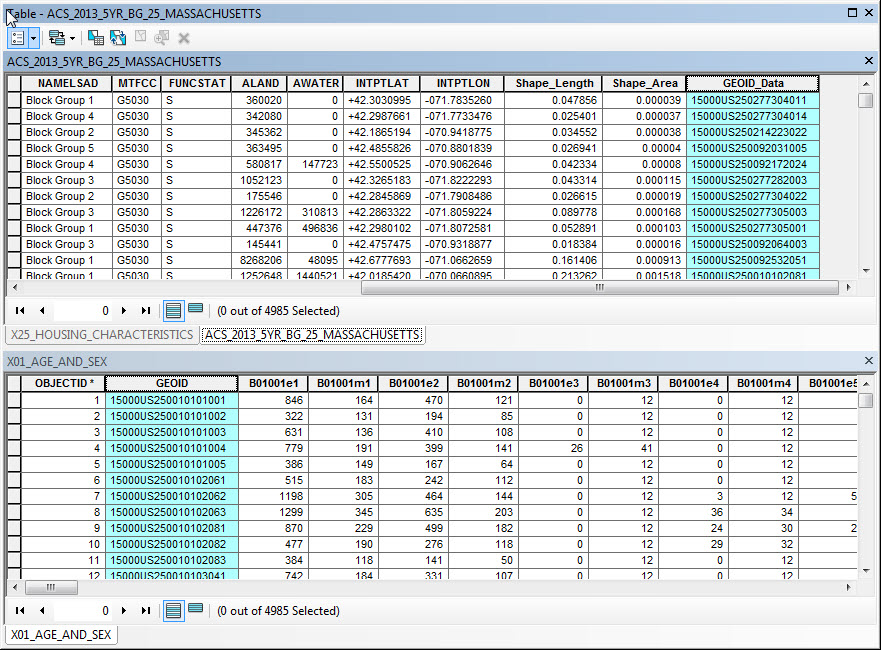 Table - ACS_2013_5YR_BG_25_MASSACHUSETTS
ACS_2013_5YR_BG_25_MASSACHUSETTS
NAMELSAD MTFCC FUNCSTAT ALAND AWATER INTPTLAT INTPTLON Shape_Length Shape_Area GEOID_Data
Block Group 1 G5030 S 360020 0 +42.3030995 -071.7835260 0.047856 0.000039 15000US250277304011
Block Group 4 G5030 S 342080 0 +42.2987661 -071.7733476 0.025401 0.000037 15000US250277304014
Block Group 2 G5030 S 345362 0 +42.1865194 -070.9418775 0.034552 0.000038 15000US250214223022
Block Group 5 G5030 S 363495 0 +42.4855826 -070.8801839 0.026941 0.00004 15000US250092031005
Block Group 4 G5030 S 580817 147723 +42.5500525 -070.9062646 0.042334 0.00008 15000US250092172024
Block Group 3 G5030 S 1052123 0 +42.3265183 -071.8222293 0.043314 0.000115 15000US250277282003
Block Group 2 G5030 S 175546 0 +42.2845869 -071.7908486 0.026615 0.000019 15000US250277304022
Block Group 3 G5030 S 1226172 310813 +42.2863322 -071.8059224 0.089778 0.000168 15000US250277305003
Block Group 1 G5030 S 447376 496836 +42.2980102 -071.8072581 0.052891 0.000103 15000US250277305001
Block Group 3 G5030 S 145441 0 +42.4757475 -070.9318877 0.018384 0.000016 15000US250092064003
Block Group 1 G5030 S 8268206 48095 +42.6777693 -071.0662659 0.161406 0.000913 15000US250092532051
Block Group 1 G5030 S 1252648 1440521 +42.0185420 -070.0660895 0.213262 0.001518 15000US250010102081
0 (0 out of 4985 Selected)
X25_HOUSING_CHARACTERISTICS ACS_2013_5YR_BG_25_MASSACHUSETTS
X01_AGE_AND_SEX
OBJECTID * GEOID B01001e1 B01001m1 B01001e2 B01001m2 B01001e3 B01001m3 B01001e4 B01001m4 B01001e5
1 15000US250010101001 846 164 470 121 0 12 0 12
2 15000US250010101002 322 131 194 85 0 12 0 12
3 15000US250010101003 631 136 410 108 0 12 0 12
4 15000US250010101004 779 191 399 141 26 41 0 12
5 15000US250010101005 386 149 167 64 0 12 0 12
6 15000US250010102061 515 183 242 112 0 12 0 12
7 15000US250010102062 1198 305 464 144 0 12 3 12 5
8 15000US250010102063 1299 345 635 203 0 12 36 34
9 15000US250010102081 870 229 499 182 0 12 24 30 2
10 15000US250010102082 477 190 276 118 0 12 29 32
11 15000US250010102083 384 118 141 50 0 12 0 12
12 15000US250010103041 742 184 331 107 0 12 0 12
0 (0 out of 4985 Selected)
X01_AGE_AND_SEX